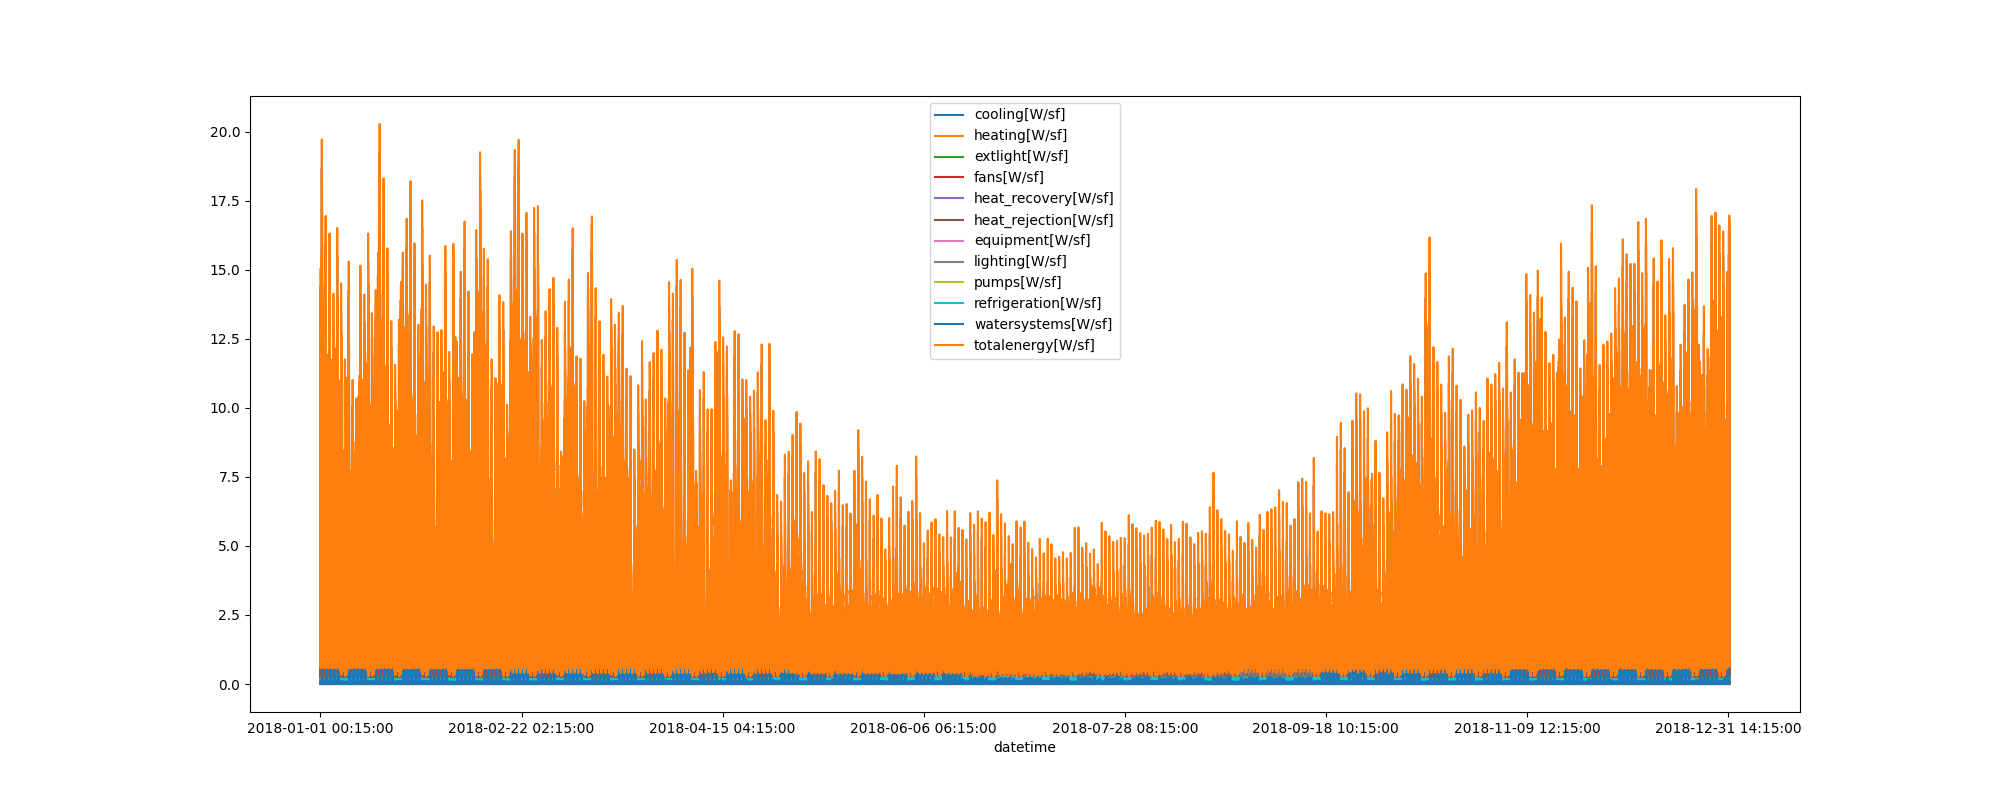 20.0
17.5
15.0
12.5
10.0
7.5
5.0
2.5
0.0
cooling[W/sf]
heating[W/sf]
extlight[W/sf]
fans[W/sf]
heat_recovery[W/sf]
heat_rejection[W/sf]
equipment[W/sf]
lighting[W/sf]
pumps[W/sf]
refrigeration[W/sf]
watersystems[W/sf]
totalenergy[W/sf]
2018-01-01 00:15:00 2018-02-22 02:15:00 2018-04-15 04:15:00 2018-06-06 06:15:00 2018-07-28 08:15:00 2018-09-18 10:15:00 2018-11-09 12:15:00 2018-12-31 14:15:00
datetime